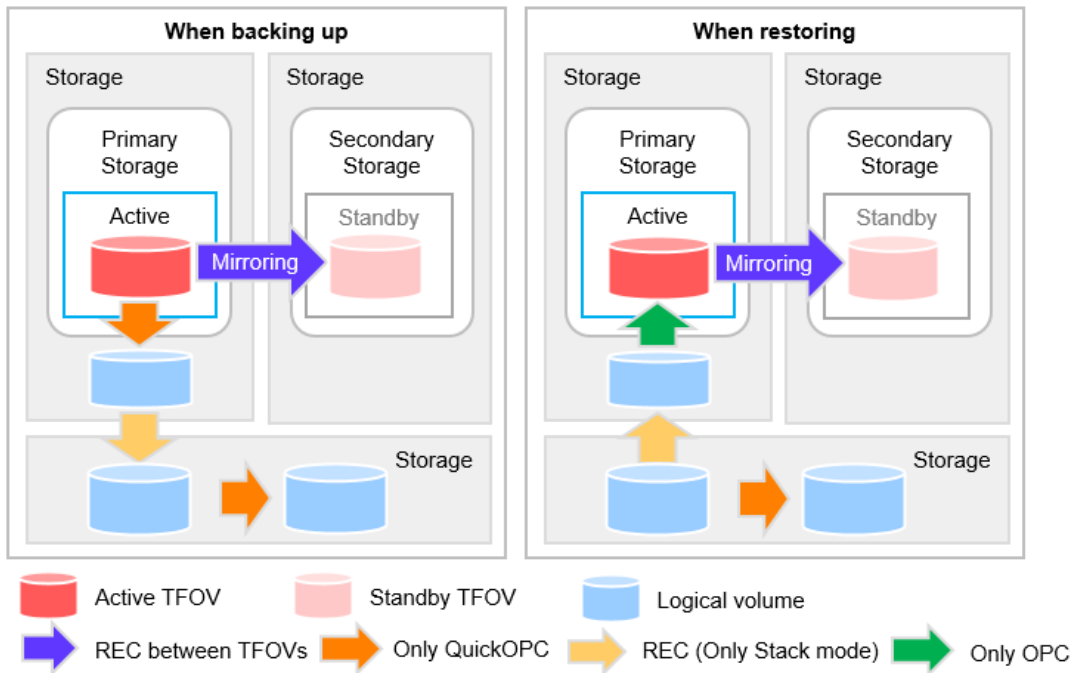 When backing up
Storage
Storage
Primary
Storage
Secondary
Storage
Active
Standby
Mirroring
Storage
When restoring
Storage
Storage
Primary
Storage
Secondary
Storage
Active
Standby
Mirroring
Storage
Active TFOV
Standby TFOV
Logical volume
REC between TFOVs
Only QuickOPC
REC (Only Stack mode)
Only OPC